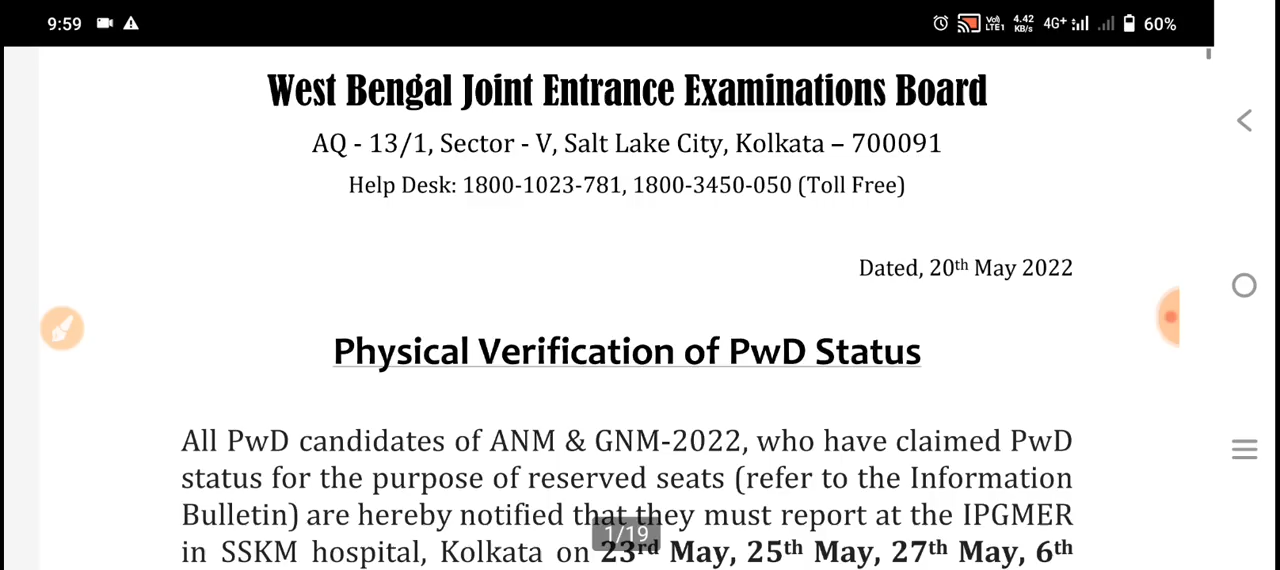 9:59 Vo) LTE1 4.42 KB/s 4G+ 60%
West Bengal Joint Entrance Examinations Board
AQ - 13/1, Sector - V, Salt Lake City, Kolkata – 700091
Help Desk: 1800-1023-781, 1800-3450-050 (Toll Free)
Dated, 20th May 2022
Physical Verification of PwD Status
All PwD candidates of ANM & GNM-2022, who have claimed PwD
status for the purpose of reserved seats (refer to the Information
Bulletin) are hereby notified that they must report at the IPGMER
1/19
in SSKM hospital, Kolkata on 23rd May, 25th May, 27th May, 6th